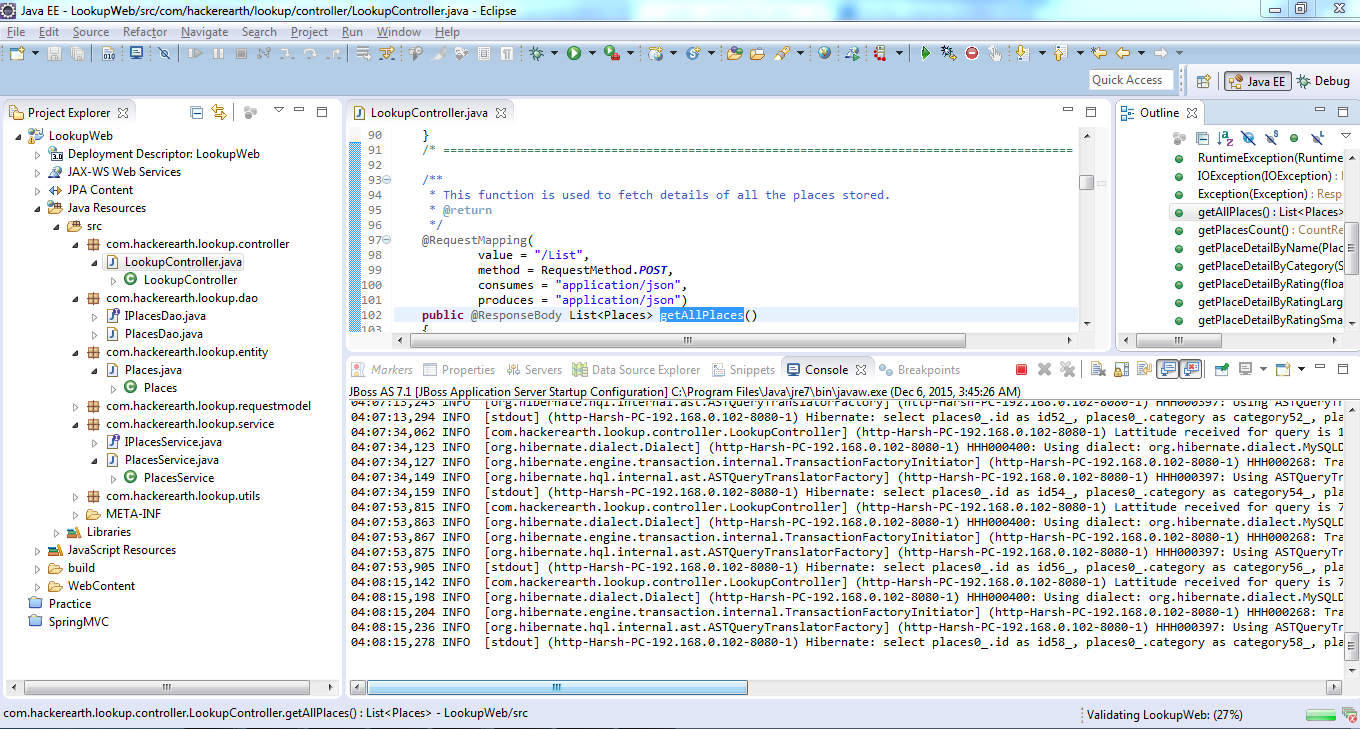 Java EE - LookupWeb/src/com/hackerearth/lookup/controller/LookupController.java - Eclipse
File Edit Source Refactor Navigate Search Project Run Window Help
Quick Access
Java EE
Debug
Project Explorer
LookupWeb
Deployment Descriptor: LookupWeb
JAX-WS Web Services
JPA Content
Java Resources
src
com.hackerearth.lookup.controller
LookupController.java
LookupController
com.hackerearth.lookup.dao
IPlacesDao.java
PlacesDao.java
com.hackerearth.lookup.entity
Places.java
Places
com.hackerearth.lookup.requestmodel
com.hackerearth.lookup.service
IPlacesService.java
PlacesService.java
PlacesService
com.hackerearth.lookup.utils
META-INF
Libraries
JavaScript Resources
build
WebContent
Practice
SpringMVC
LookupController.java
90 }
91 /* =====================================================================================
92
93 /**
94 * This function is used to fetch details of all the places stored.
95 * @return
96 */
97 @RequestMapping(
98 value = "/List",
99 method = RequestMethod.POST,
100 consumes = "application/json",
101 produces = "application/json")
102 public @ResponseBody List<Places> getAllPlaces()
103 {
Outline
RuntimeException(Runtime
IOException(IOException) :
Exception(Exception) : Resp
getAllPlaces() : List<Places>
getPlacesCount() : CountRe
getPlaceDetailByName(Plac
getPlaceDetailByCategory(S
getPlaceDetailByRating(floa
getPlaceDetailByRatingLarg
getPlaceDetailByRatingSma
Markers Properties Servers Data Source Explorer Snippets Console Breakpoints
JBoss AS 7.1 [JBoss Application Server Startup Configuration] C:\Program Files\Java\jre7\bin\javaw.exe (Dec 6, 2015, 3:45:26 AM)
04:07:13,245 INFO [org.hibernate.hql.internal.ast.ASTQueryTranslatorFactory] (http-Harsh-PC-192.168.0.102-8080-1) HHH000397: Using ASTQueryTr
04:07:13,294 INFO [stdout] (http-Harsh-PC-192.168.0.102-8080-1) Hibernate: select places0_.id as id52_, places0_.category as category52_, pla
04:07:34,062 INFO [com.hackerearth.lookup.controller.LookupController] (http-Harsh-PC-192.168.0.102-8080-1) Lattitude received for query is 1
04:07:34,123 INFO [org.hibernate.dialect.Dialect] (http-Harsh-PC-192.168.0.102-8080-1) HHH000400: Using dialect: org.hibernate.dialect.MySQLD
04:07:34,127 INFO [org.hibernate.engine.transaction.internal.TransactionFactoryInitiator] (http-Harsh-PC-192.168.0.102-8080-1) HHH000268: Tra
04:07:34,149 INFO [org.hibernate.hql.internal.ast.ASTQueryTranslatorFactory] (http-Harsh-PC-192.168.0.102-8080-1) HHH000397: Using ASTQueryTr
04:07:34,159 INFO [stdout] (http-Harsh-PC-192.168.0.102-8080-1) Hibernate: select places0_.id as id54_, places0_.category as category54_, pla
04:07:53,815 INFO [com.hackerearth.lookup.controller.LookupController] (http-Harsh-PC-192.168.0.102-8080-1) Lattitude received for query is 7
04:07:53,863 INFO [org.hibernate.dialect.Dialect] (http-Harsh-PC-192.168.0.102-8080-1) HHH000400: Using dialect: org.hibernate.dialect.MySQLD
04:07:53,867 INFO [org.hibernate.engine.transaction.internal.TransactionFactoryInitiator] (http-Harsh-PC-192.168.0.102-8080-1) HHH000268: Tra
04:07:53,875 INFO [org.hibernate.hql.internal.ast.ASTQueryTranslatorFactory] (http-Harsh-PC-192.168.0.102-8080-1) HHH000397: Using ASTQueryTr
04:07:53,905 INFO [stdout] (http-Harsh-PC-192.168.0.102-8080-1) Hibernate: select places0_.id as id56_, places0_.category as category56_, pla
04:08:15,142 INFO [com.hackerearth.lookup.controller.LookupController] (http-Harsh-PC-192.168.0.102-8080-1) Lattitude received for query is 7
04:08:15,198 INFO [org.hibernate.dialect.Dialect] (http-Harsh-PC-192.168.0.102-8080-1) HHH000400: Using dialect: org.hibernate.dialect.MySQLD
04:08:15,204 INFO [org.hibernate.engine.transaction.internal.TransactionFactoryInitiator] (http-Harsh-PC-192.168.0.102-8080-1) HHH000268: Tra
04:08:15,236 INFO [org.hibernate.hql.internal.ast.ASTQueryTranslatorFactory] (http-Harsh-PC-192.168.0.102-8080-1) HHH000397: Using ASTQueryTr
04:08:15,278 INFO [stdout] (http-Harsh-PC-192.168.0.102-8080-1) Hibernate: select places0_.id as id58_, places0_.category as category58_, pla
com.hackerearth.lookup.controller.LookupController.getAllPlaces() : List<Places> - LookupWeb/src
Validating LookupWeb: (27%)